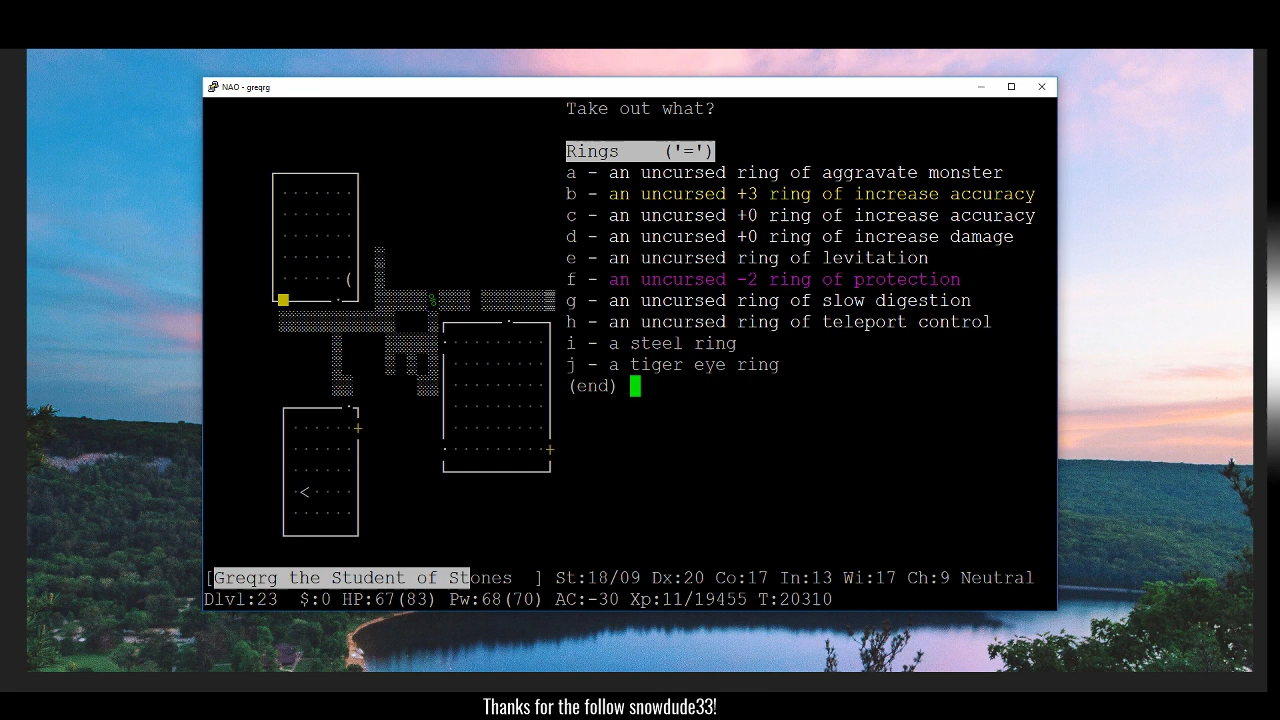 NAO - greqrg
Take out what?
Rings ('=')
a - an uncursed ring of aggravate monster
b - an uncursed +3 ring of increase accuracy
c - an uncursed +0 ring of increase accuracy
d - an uncursed +0 ring of increase damage
e - an uncursed ring of levitation
f - an uncursed -2 ring of protection
g - an uncursed ring of slow digestion
h - an uncursed ring of teleport control
i - a steel ring
j - a tiger eye ring
(end)
[Greqrg the Student of Stones ] St:18/09 Dx:20 Co:17 In:13 Wi:17 Ch:9 Neutral
Dlvl:23 $:0 HP:67(83) Pw:68(70) AC:-30 Xp:11/19455 T:20310
Thanks for the follow snowdude33!